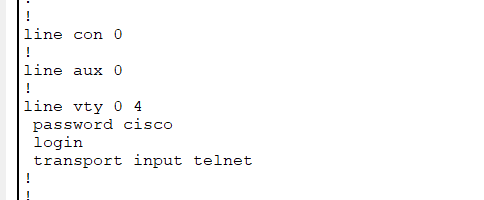 !
line con 0
!
line aux 0
!
line vty 0 4
 password cisco
 login
 transport input telnet
!
!